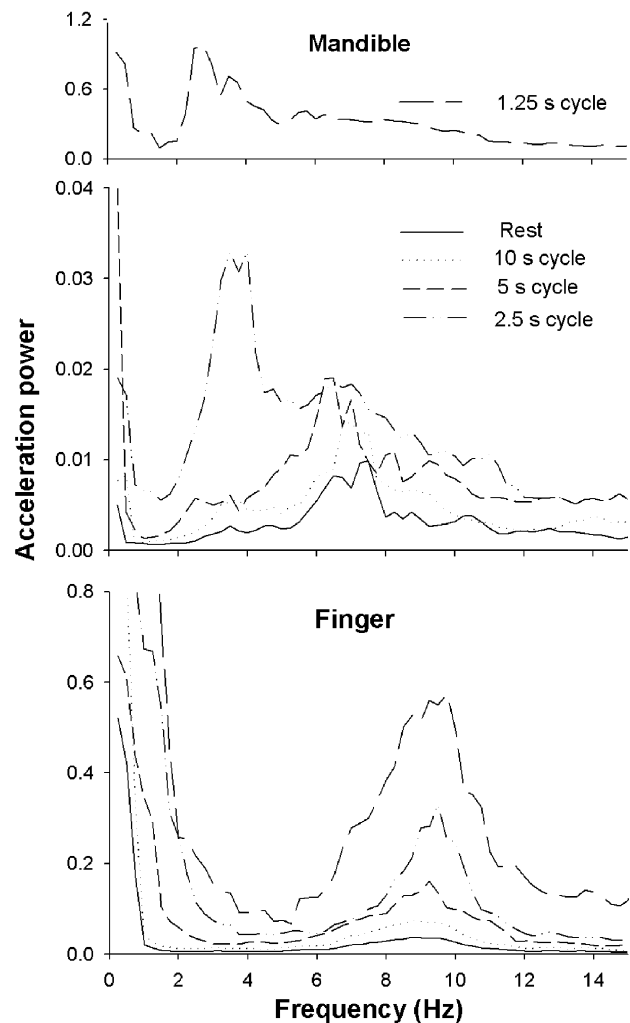 Mandible
1.2
0.6
0.0
1.25 s cycle
0.04
0.03
0.02
0.01
0.00
Rest
10 s cycle
5 s cycle
2.5 s cycle
Acceleration power
0.8
0.6
0.4
0.2
0.0
Finger
0 2 4 6 8 10 12 14
Frequency (Hz)